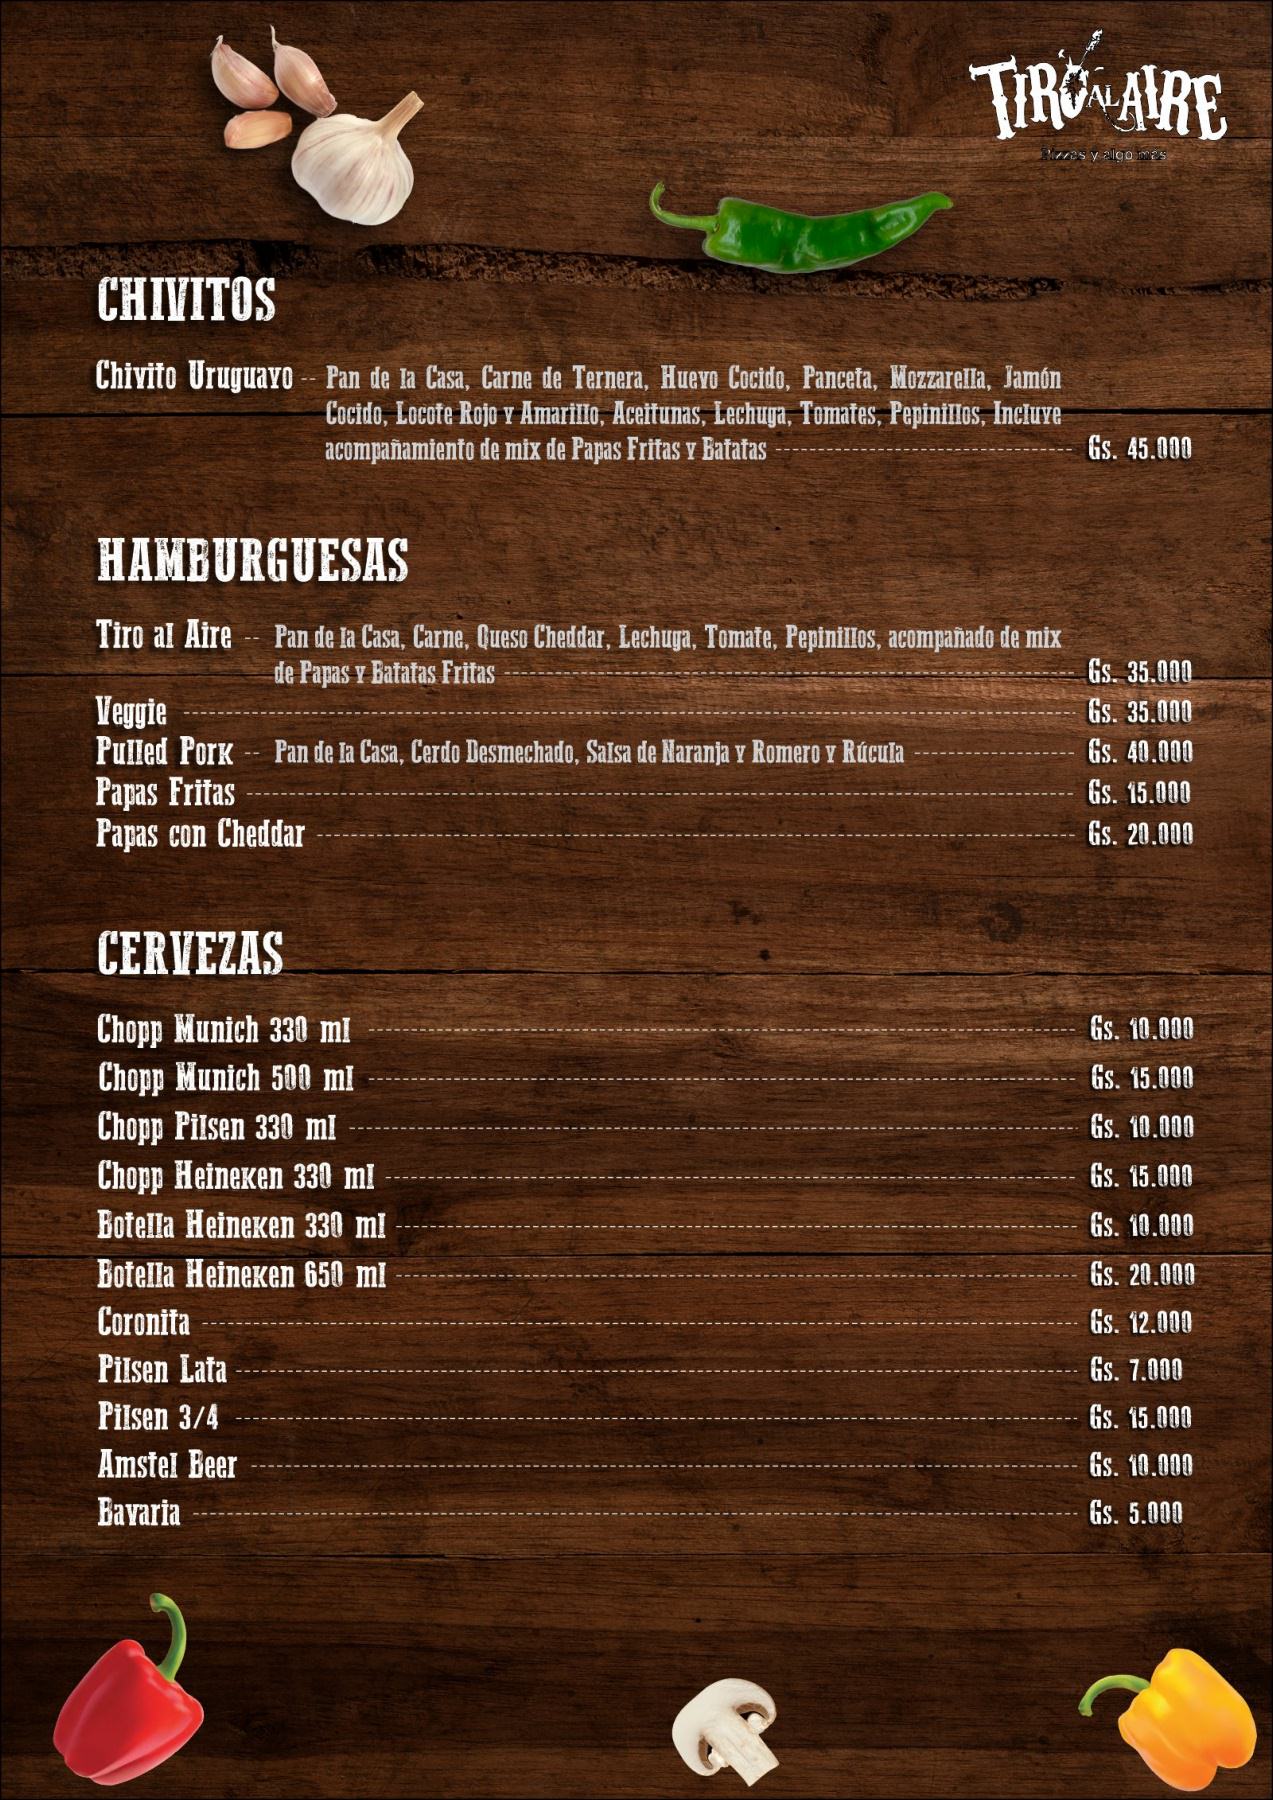 TIRO AL AIRE
Pizzas y algo mas
CHIVITOS
Chivito Uruguayo -- Pan de la Casa, Carne de Ternera, Huevo Cocido, Panceta, Mozzarella, Jamón
Cocido, Locote Rojo y Amarillo, Aceitunas, Lechuga, Tomates, Pepinillos, Incluye
acompañamiento de mix de Papas Fritas y Batatas Gs. 45.000
HAMBURGUESAS
Tiro al Aire -- Pan de la Casa, Carne, Queso Cheddar, Lechuga, Tomate, Pepinillos, acompañado de mix
de Papas y Batatas Fritas Gs. 35.000
Veggie Gs. 35.000
Pulled Pork -- Pan de la Casa, Cerdo Desmechado, Salsa de Naranja y Romero y Rúcula Gs. 40.000
Papas Fritas Gs. 15.000
Papas con Cheddar Gs. 20.000
CERVEZAS
Chopp Munich 330 ml Gs. 10.000
Chopp Munich 500 ml Gs. 15.000
Chopp Pilsen 330 ml Gs. 10.000
Chopp Heineken 330 ml Gs. 15.000
Botella Heineken 330 ml Gs. 10.000
Botella Heineken 650 ml Gs. 20.000
Coronita Gs. 12.000
Pilsen Lata Gs. 7.000
Pilsen 3/4 Gs. 15.000
Amstel Beer Gs. 10.000
Bavaria Gs. 5.000